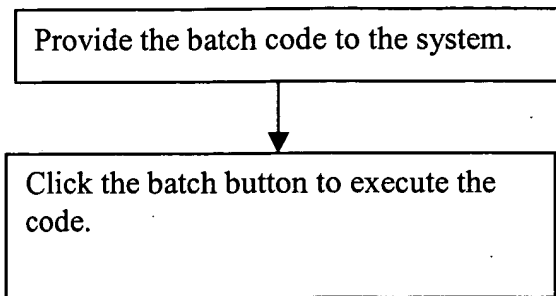 Provide the batch code to the system.
Click the batch button to execute the
code.